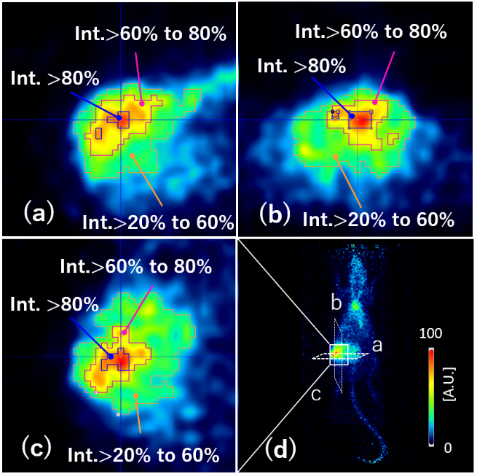 Int.>60% to 80%
Int.>80%
Int.>20% to 60%
(a)
Int.>60% to 80%
Int.>80%
Int.>20% to 60%
(b)
Int.>60% to 80%
Int.>80%
Int.>20% to 60%
(c)
b
a
c
100
[A.U.]
0
(d)